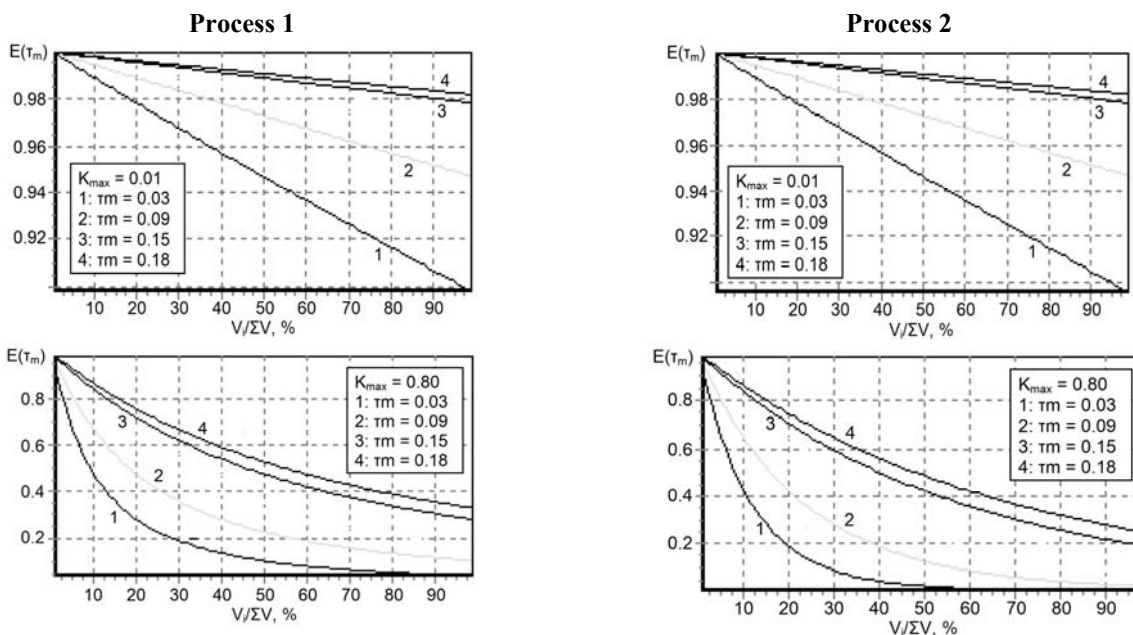 Process 1
E(τm)
0.98
0.96
0.94
0.92
4
3
2
1
Kmax = 0.01
1: τm = 0.03
2: τm = 0.09
3: τm = 0.15
4: τm = 0.18
10 20 30 40 50 60 70 80 90
Vi/ΣV, %
Process 2
E(τm)
0.98
0.96
0.94
0.92
4
3
2
1
Kmax = 0.01
1: τm = 0.03
2: τm = 0.09
3: τm = 0.15
4: τm = 0.18
10 20 30 40 50 60 70 80 90
Vi/ΣV, %
E(τm)
0.8
0.6
0.4
0.2
4
3
2
1
Kmax = 0.80
1: τm = 0.03
2: τm = 0.09
3: τm = 0.15
4: τm = 0.18
10 20 30 40 50 60 70 80 90
Vi/ΣV, %
E(τm)
0.8
0.6
0.4
0.2
4
3
2
1
Kmax = 0.80
1: τm = 0.03
2: τm = 0.09
3: τm = 0.15
4: τm = 0.18
10 20 30 40 50 60 70 80 90
Vi/ΣV, %